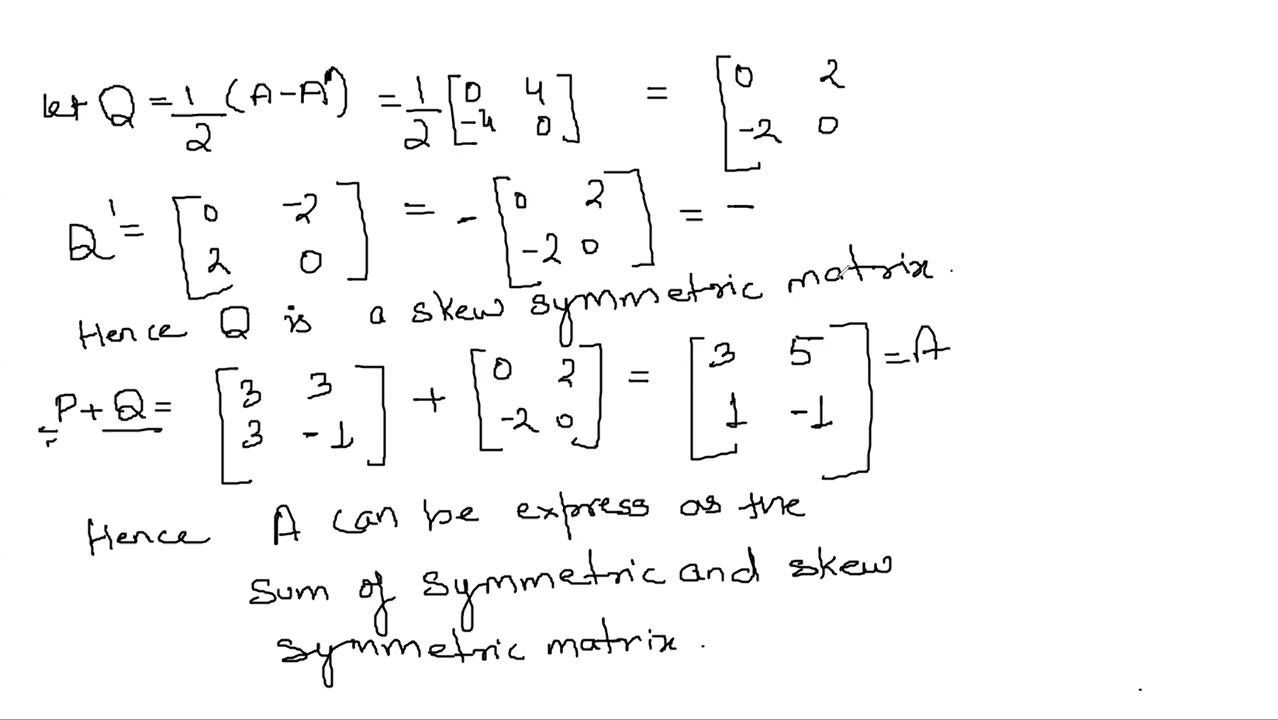 let Q = 1/2 (A - A') = 1/2 [0 4; -4 0] = [0 2; -2 0]
Q' = [0 -2; 2 0] = - [0 2; -2 0] = -
Hence Q is a skew symmetric matrix.
P + Q = [3 3; 3 -1] + [0 2; -2 0] = [3 5; 1 -1] = A
Hence A can be express as the
sum of symmetric and skew
symmetric matrix.